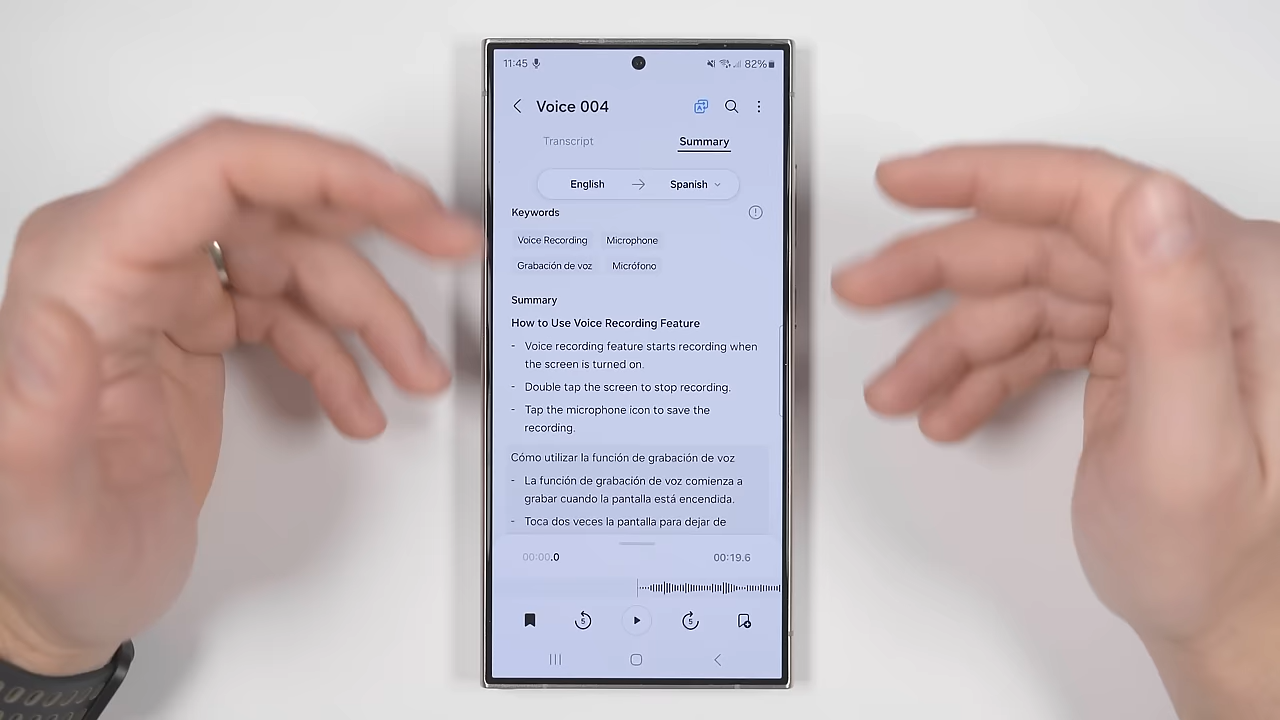 11:45 82%
Voice 004
Transcript Summary
English → Spanish
Keywords
Voice Recording Microphone
Grabación de voz Micrófono
Summary
How to Use Voice Recording Feature
- Voice recording feature starts recording when
the screen is turned on.
- Double tap the screen to stop recording.
- Tap the microphone icon to save the
recording.
Cómo utilizar la función de grabación de voz
- La función de grabación de voz comienza a
grabar cuando la pantalla está encendida.
- Toca dos veces la pantalla para dejar de
00:00.0 00:19.6
5 5